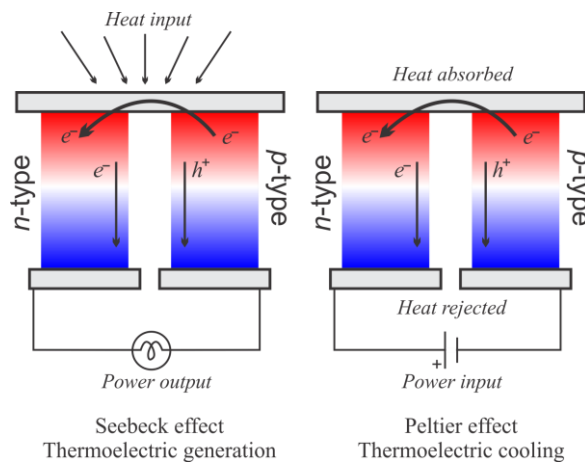 Heat input
e⁻
e⁻
e⁻
h⁺
n-type
p-type
Power output
Seebeck effect
Thermoelectric generation
Heat absorbed
e⁻
e⁻
e⁻
h⁺
n-type
p-type
Heat rejected
+
Power input
Peltier effect
Thermoelectric cooling